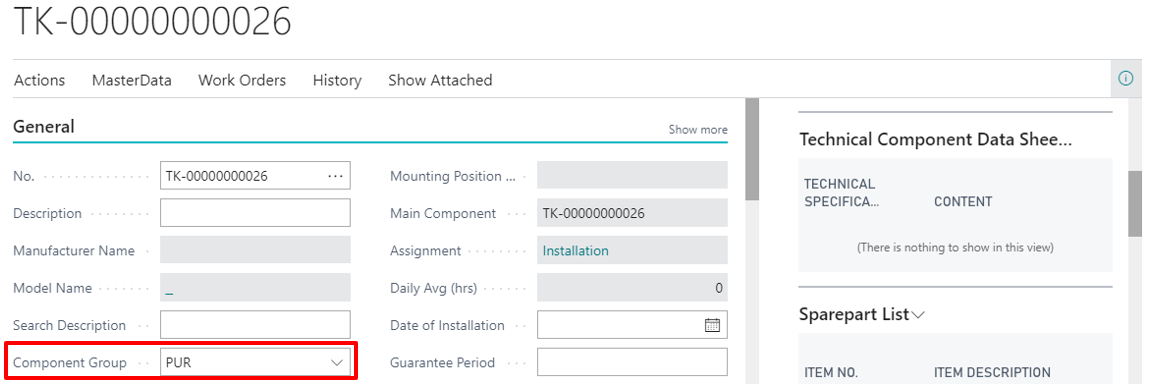 TK-00000000026
Actions MasterData Work Orders History Show Attached
General
Show more
No. TK-00000000026 ...
Description
Manufacturer Name
Model Name _
Search Description
Component Group PUR
Mounting Position ...
Main Component TK-00000000026
Assignment Installation
Daily Avg (hrs) 0
Date of Installation
Guarantee Period
Technical Component Data Shee...
TECHNICAL
SPECIFICA... CONTENT
(There is nothing to show in this view)
Sparepart List
ITEM NO. ITEM DESCRIPTION